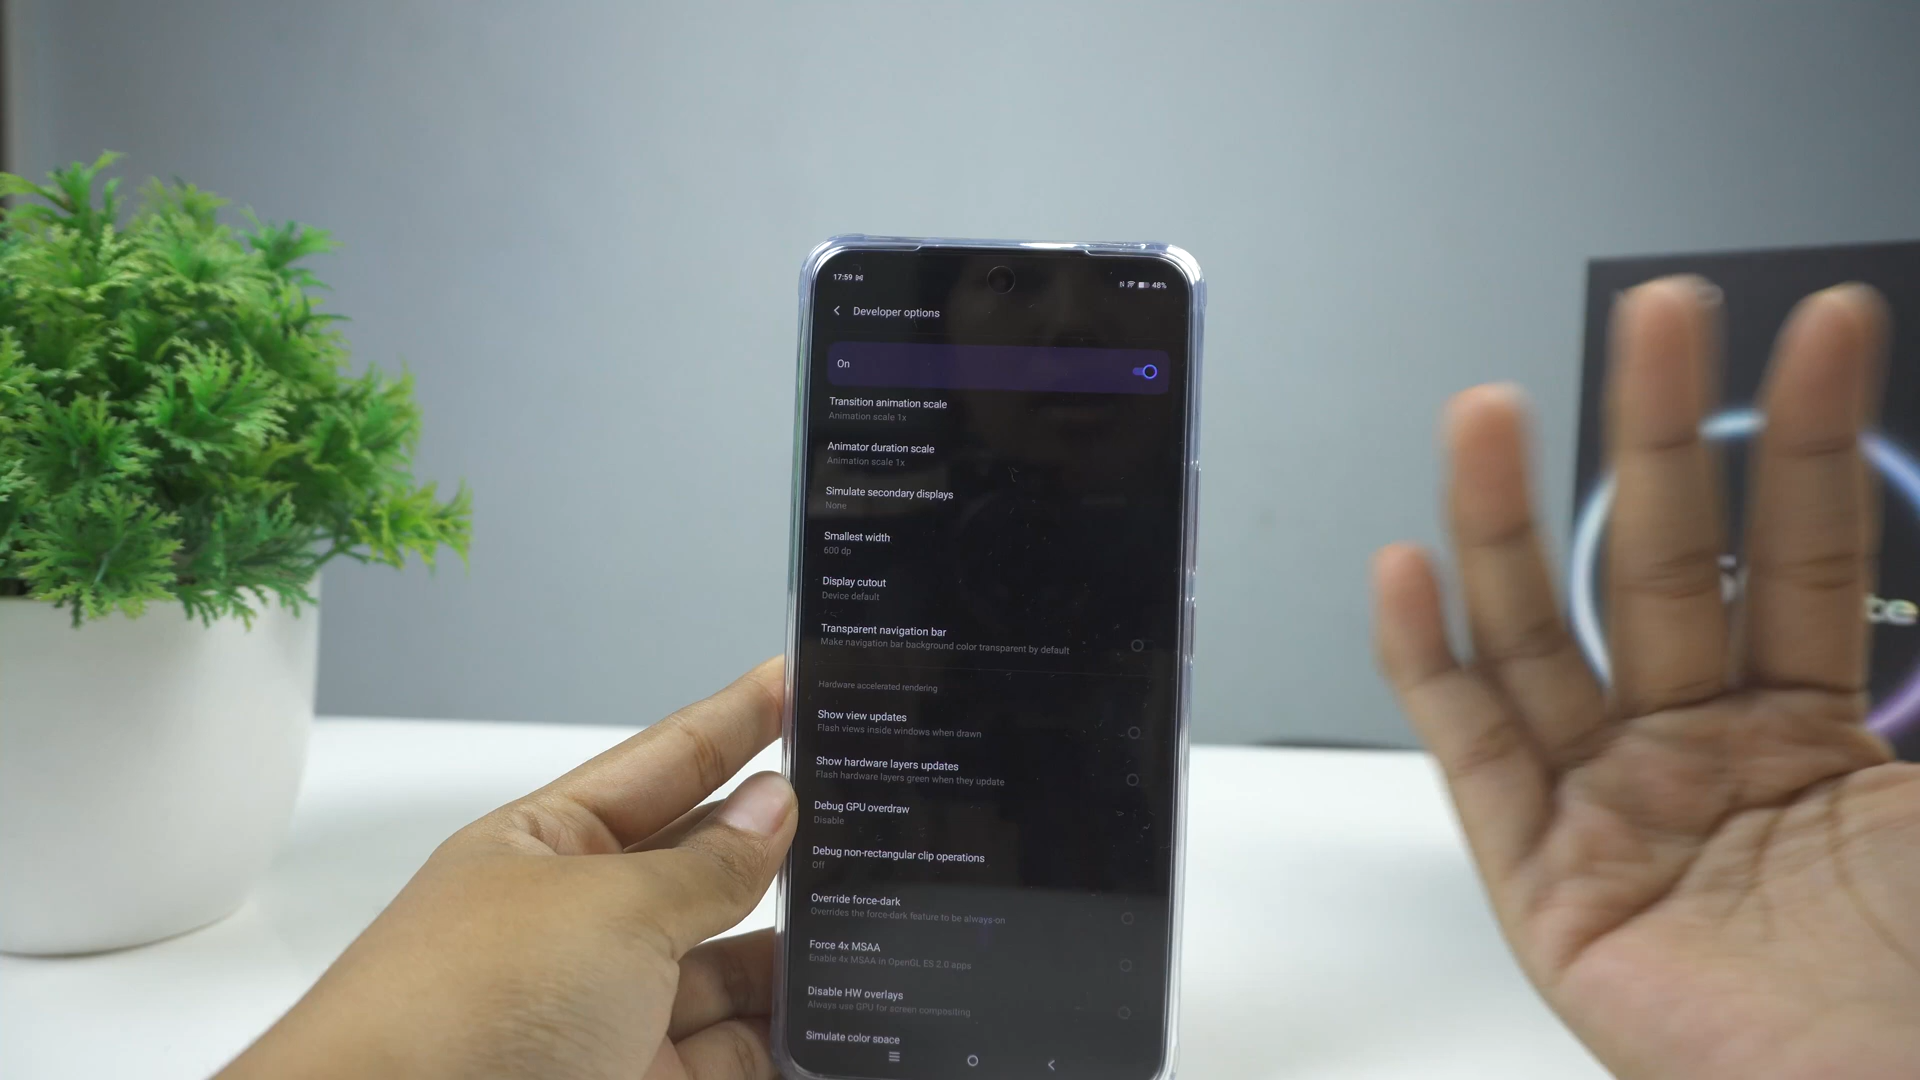 17:59
48%
Developer options
On
Transition animation scale
Animation scale 1x
Animator duration scale
Animation scale 1x
Simulate secondary displays
None
Smallest width
600 dp
Display cutout
Device default
Transparent navigation bar
Make navigation bar background color transparent by default
Hardware accelerated rendering
Show view updates
Flash views inside windows when drawn
Show hardware layers updates
Flash hardware layers green when they update
Debug GPU overdraw
Disable
Debug non-rectangular clip operations
Off
Override force-dark
Overrides the force-dark feature to be always-on
Force 4x MSAA
Enable 4x MSAA in OpenGL ES 2.0 apps
Disable HW overlays
Always use GPU for screen compositing
Simulate color space